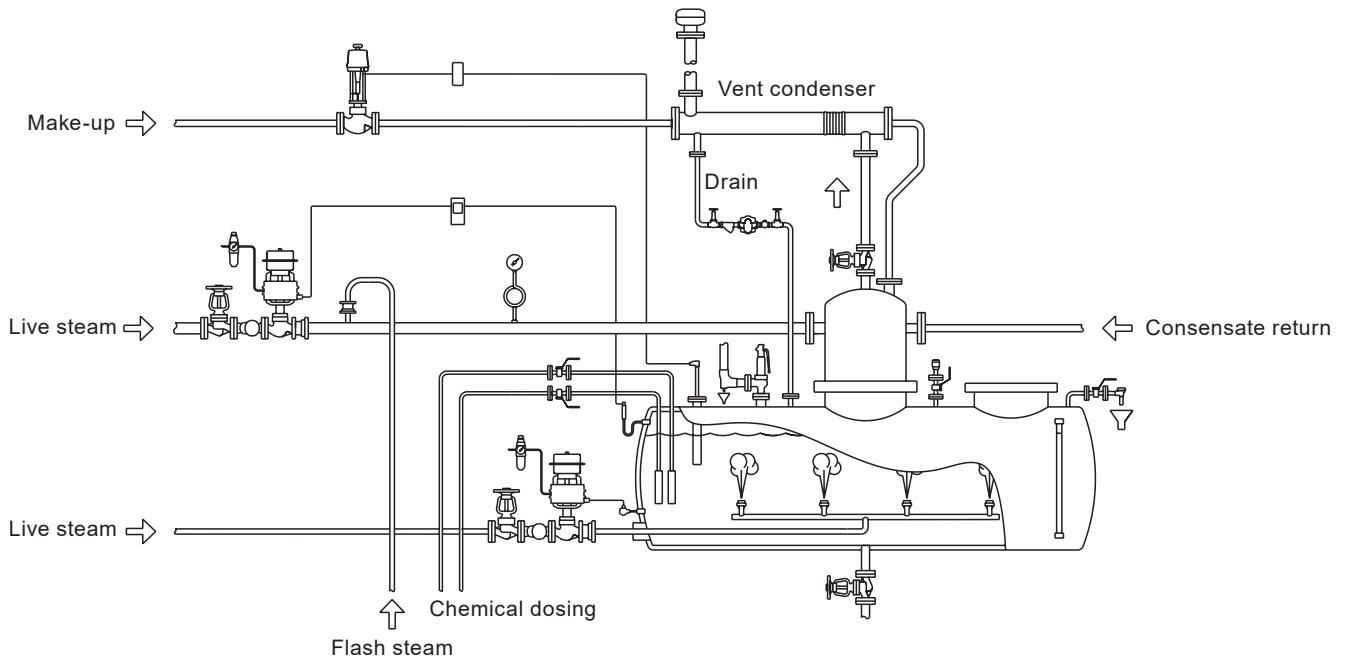 Vent condenser
Make-up
Drain
Live steam
Consensate return
Live steam
Chemical dosing
Flash steam